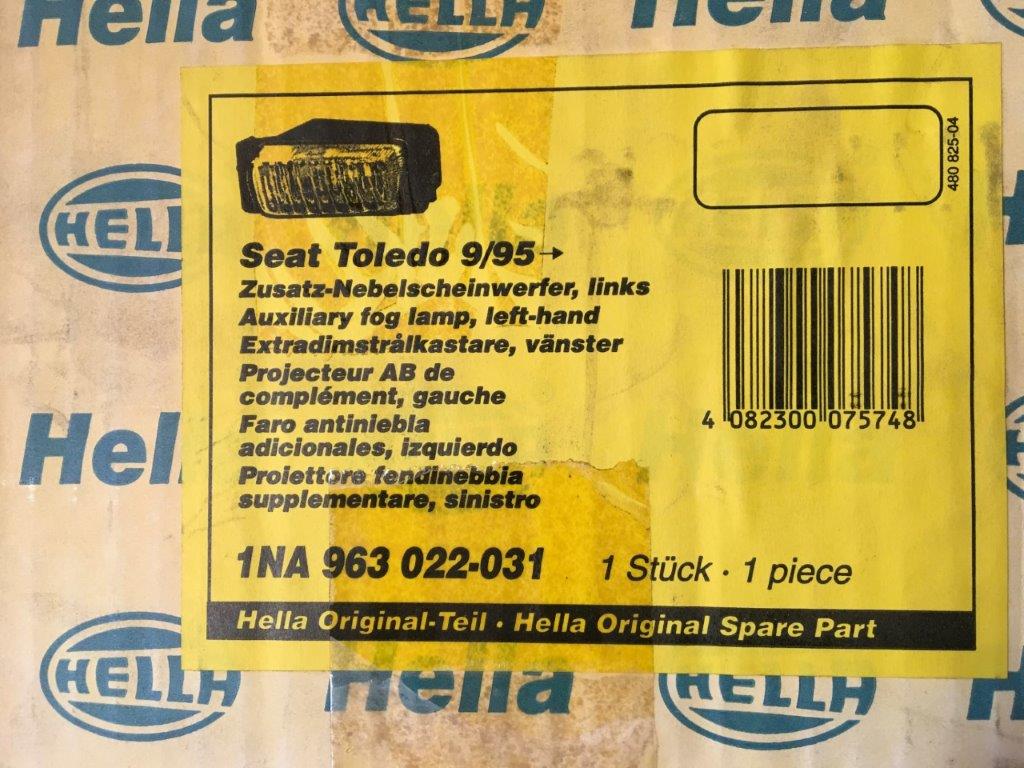 Hella
HELLA
Hella
480 825-04
HELLA
Seat Toledo 9/95→
Zusatz-Nebelscheinwerfer, links
Auxiliary fog lamp, left-hand
Extradimstrålkastare, vänster
Projecteur AB de
complément, gauche
Faro antiniebla
adicionales, izquierdo
Proiettore fendinebbia
supplementare, sinistro
4 082300 075748
Hel
1NA 963 022-031 1 Stück · 1 piece
Hella Original-Teil · Hella Original Spare Part
HELLA
Hella
HELLA
H